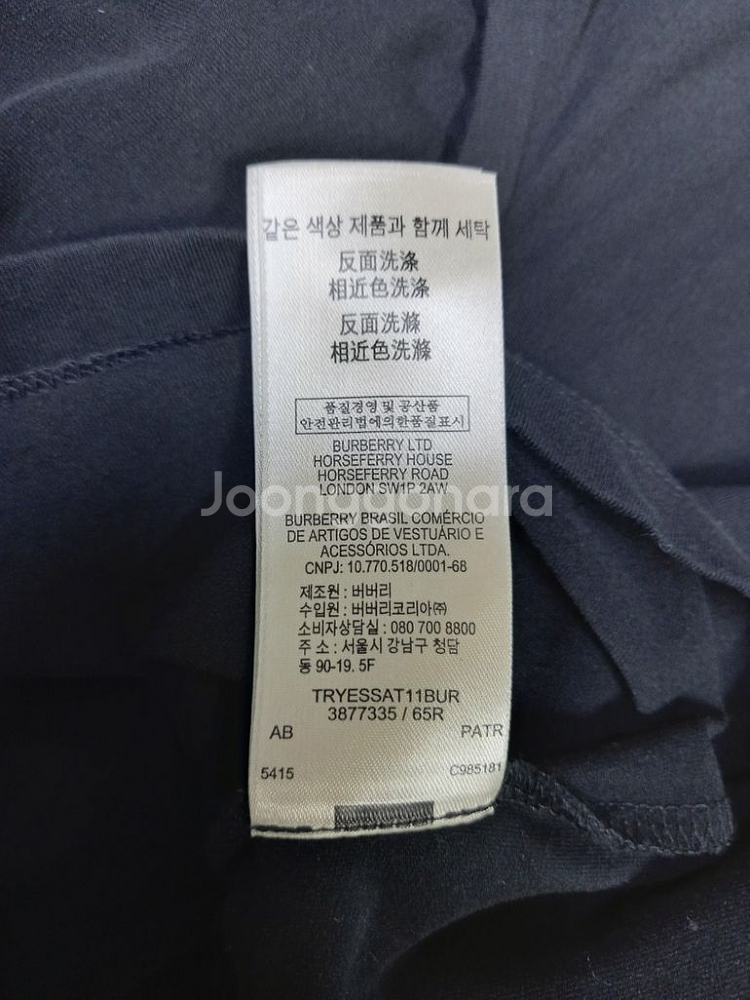 같은 색상 제품과 함께 세탁
反面洗涤
相近色洗涤
反面洗滌
相近色洗滌
품질경영 및 공산품
안전관리법에의한품질표시
BURBERRY LTD
HORSEFERRY HOUSE
HORSEFERRY ROAD
LONDON SW1P 2AW
Joonggonara
BURBERRY BRASIL COMÉRCIO
DE ARTIGOS DE VESTUÁRIO E
ACESSÓRIOS LTDA.
CNPJ: 10.770.518/0001-68
제조원 : 버버리
수입원 : 버버리코리아㈜
소비자상담실 : 080 700 8800
주 소 : 서울시 강남구 청담
동 90-19. 5F
TRYESSAT11BUR
3877335 / 65R
AB PATR
5415 C985181